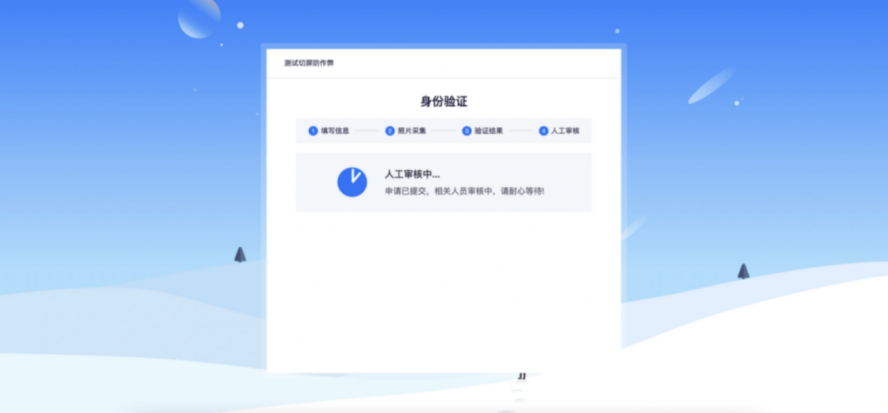 测试切屏防作弊
身份验证
1 填写信息 2 照片采集 3 验证结果 4 人工审核
人工审核中...
申请已提交，相关人员审核中，请耐心等待!